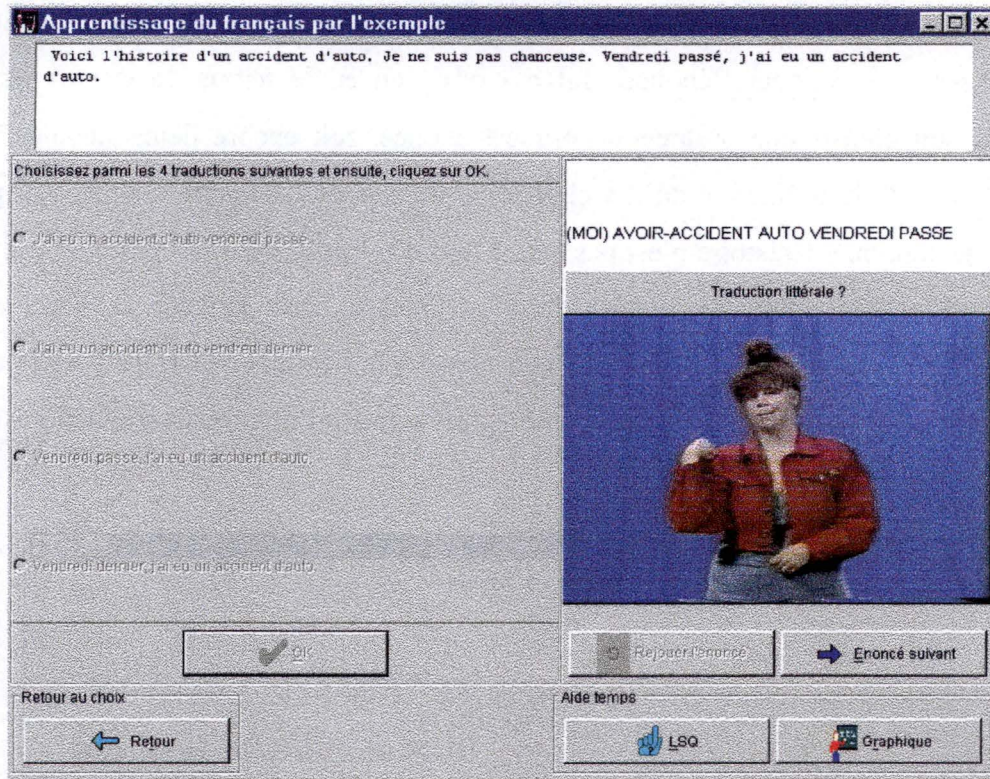 Apprentissage du français par l'exemple
Voici l'histoire d'un accident d'auto. Je ne suis pas chanceuse. Vendredi passé, j'ai eu un accident
d'auto.
Choisissez parmi les 4 traductions suivantes et ensuite, cliquez sur OK.
J'ai eu un accident d'auto vendredi passé.
J'ai eu un accident d'auto vendredi dernier.
Vendredi passé, j'ai eu un accident d'auto.
Vendredi dernier, j'ai eu un accident d'auto.
OK
(MOI) AVOIR-ACCIDENT AUTO VENDREDI PASSE
Traduction littérale ?
Rejouer l'énoncé
Enoncé suivant
Retour au choix
Retour
Aide temps
LSQ
Graphique